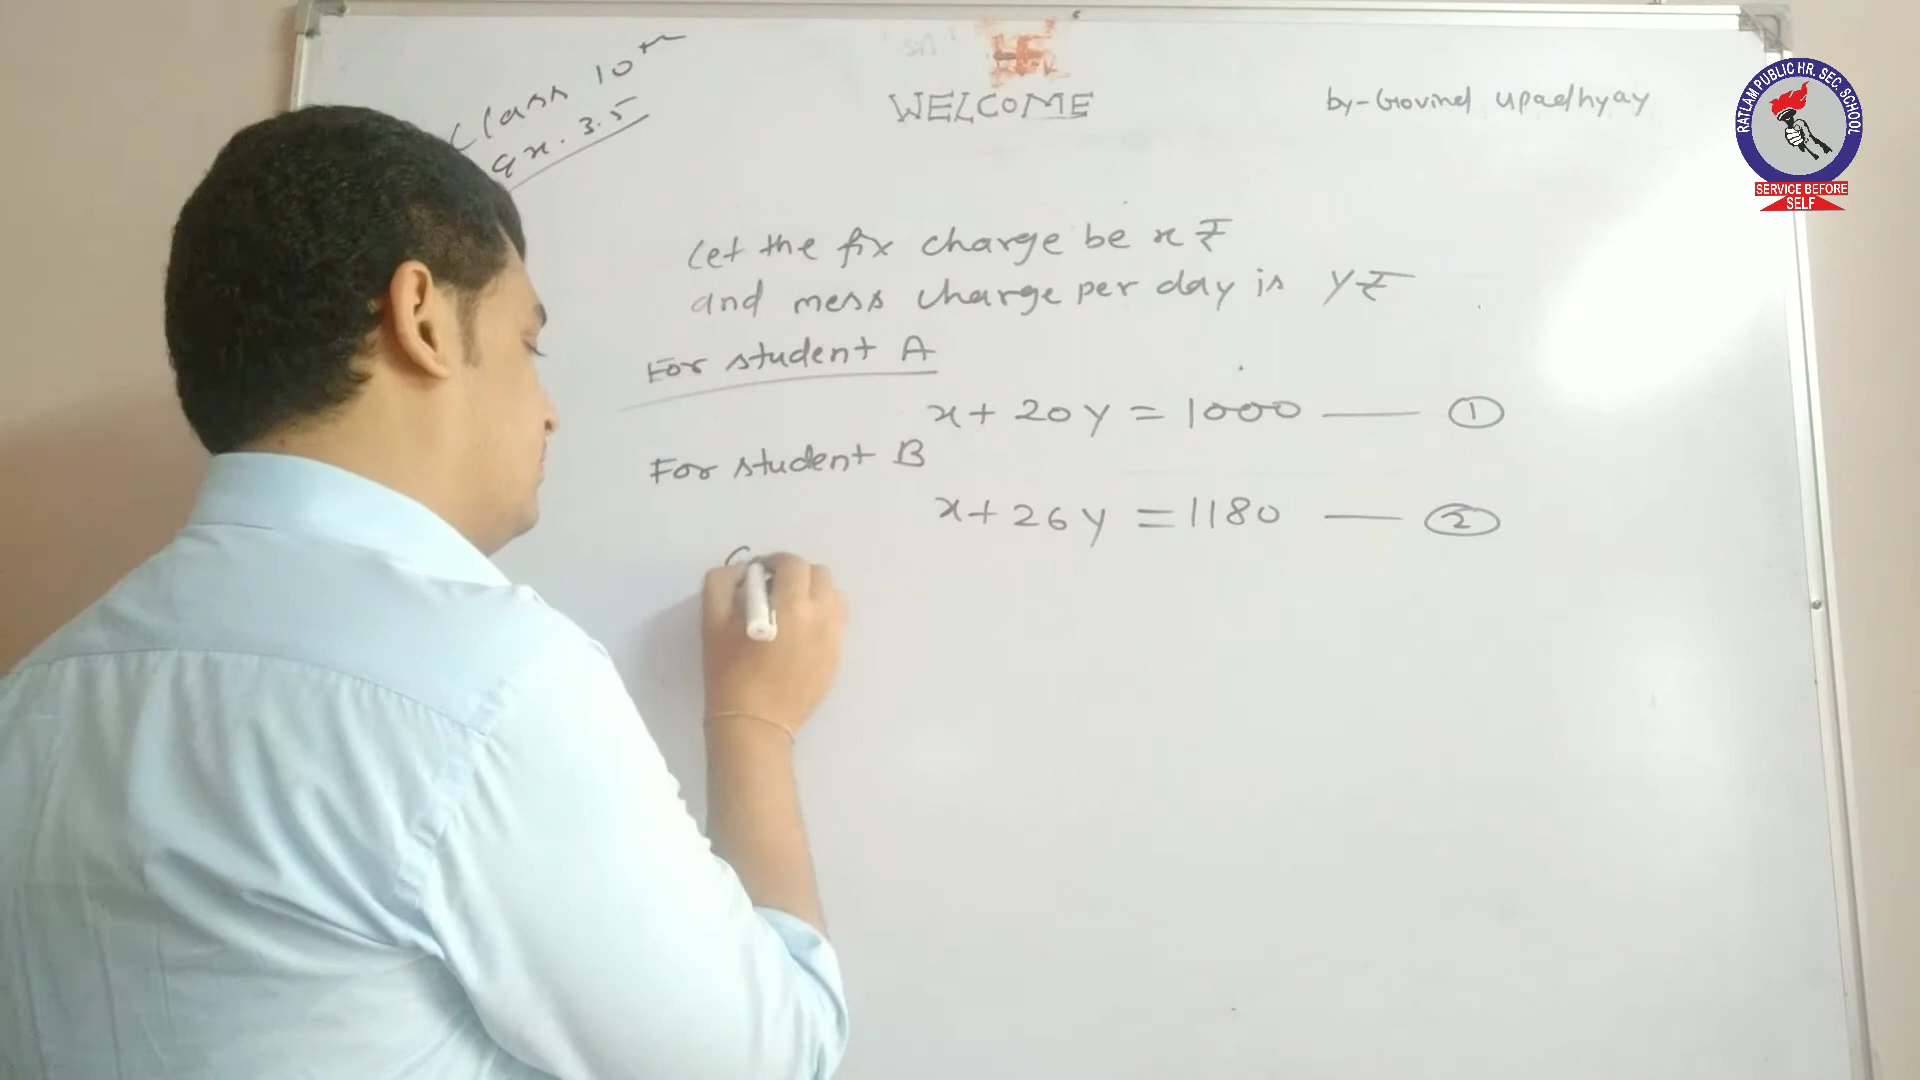 Class 10th
Ex. 3.5
WELCOME
by-Govind Upadhyay
RATLAM PUBLIC HR. SEC. SCHOOL
SERVICE BEFORE
SELF
Let the fix charge be x ₹
and mess charge per day is y ₹
For student A
x + 20y = 1000 —— ①
For student B
x + 26y = 1180 —— ②